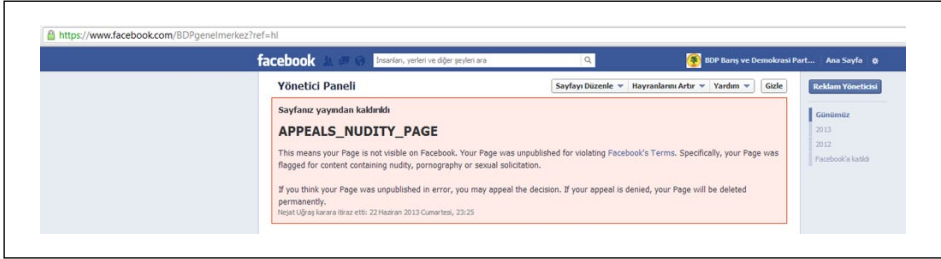 https://www.facebook.com/BDPgenelmerkez?ref=hl
facebook İnsanları, yerleri ve diğer şeyleri ara BDP Barış ve Demokrasi Part... Ana Sayfa
Yönetici Paneli Sayfayı Düzenle Hayranlarını Artır Yardım Gizle Reklam Yöneticisi
Sayfanız yayından kaldırıldı
APPEALS_NUDITY_PAGE
This means your Page is not visible on Facebook. Your Page was unpublished for violating Facebook's Terms. Specifically, your Page was
flagged for content containing nudity, pornography or sexual solicitation.
If you think your Page was unpublished in error, you may appeal the decision. If your appeal is denied, your Page will be deleted
permanently.
Nejat Uğraş karara itiraz etti: 22 Haziran 2013 Cumartesi, 23:25
Günümüz
2013
2012
Facebook'a katıldı